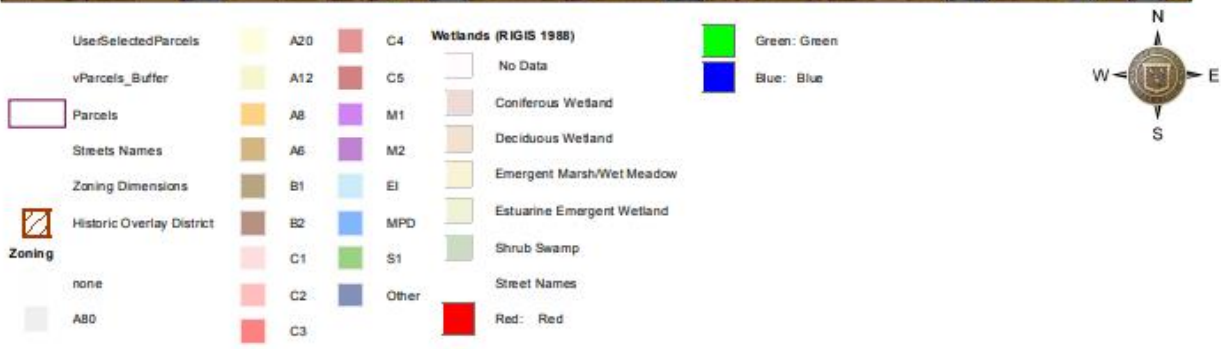 UserSelectedParcels
vParcels_Buffer
Parcels
Streets Names
Zoning Dimensions
Historic Overlay District
Zoning
none
A80
A20
A12
A8
A6
B1
B2
C1
C2
C3
C4
C5
M1
M2
EI
MPD
S1
Other
Wetlands (RIGIS 1988)
No Data
Coniferous Wetland
Deciduous Wetland
Emergent Marsh/Wet Meadow
Estuarine Emergent Wetland
Shrub Swamp
Street Names
Red: Red
Green: Green
Blue: Blue
N
W
E
S